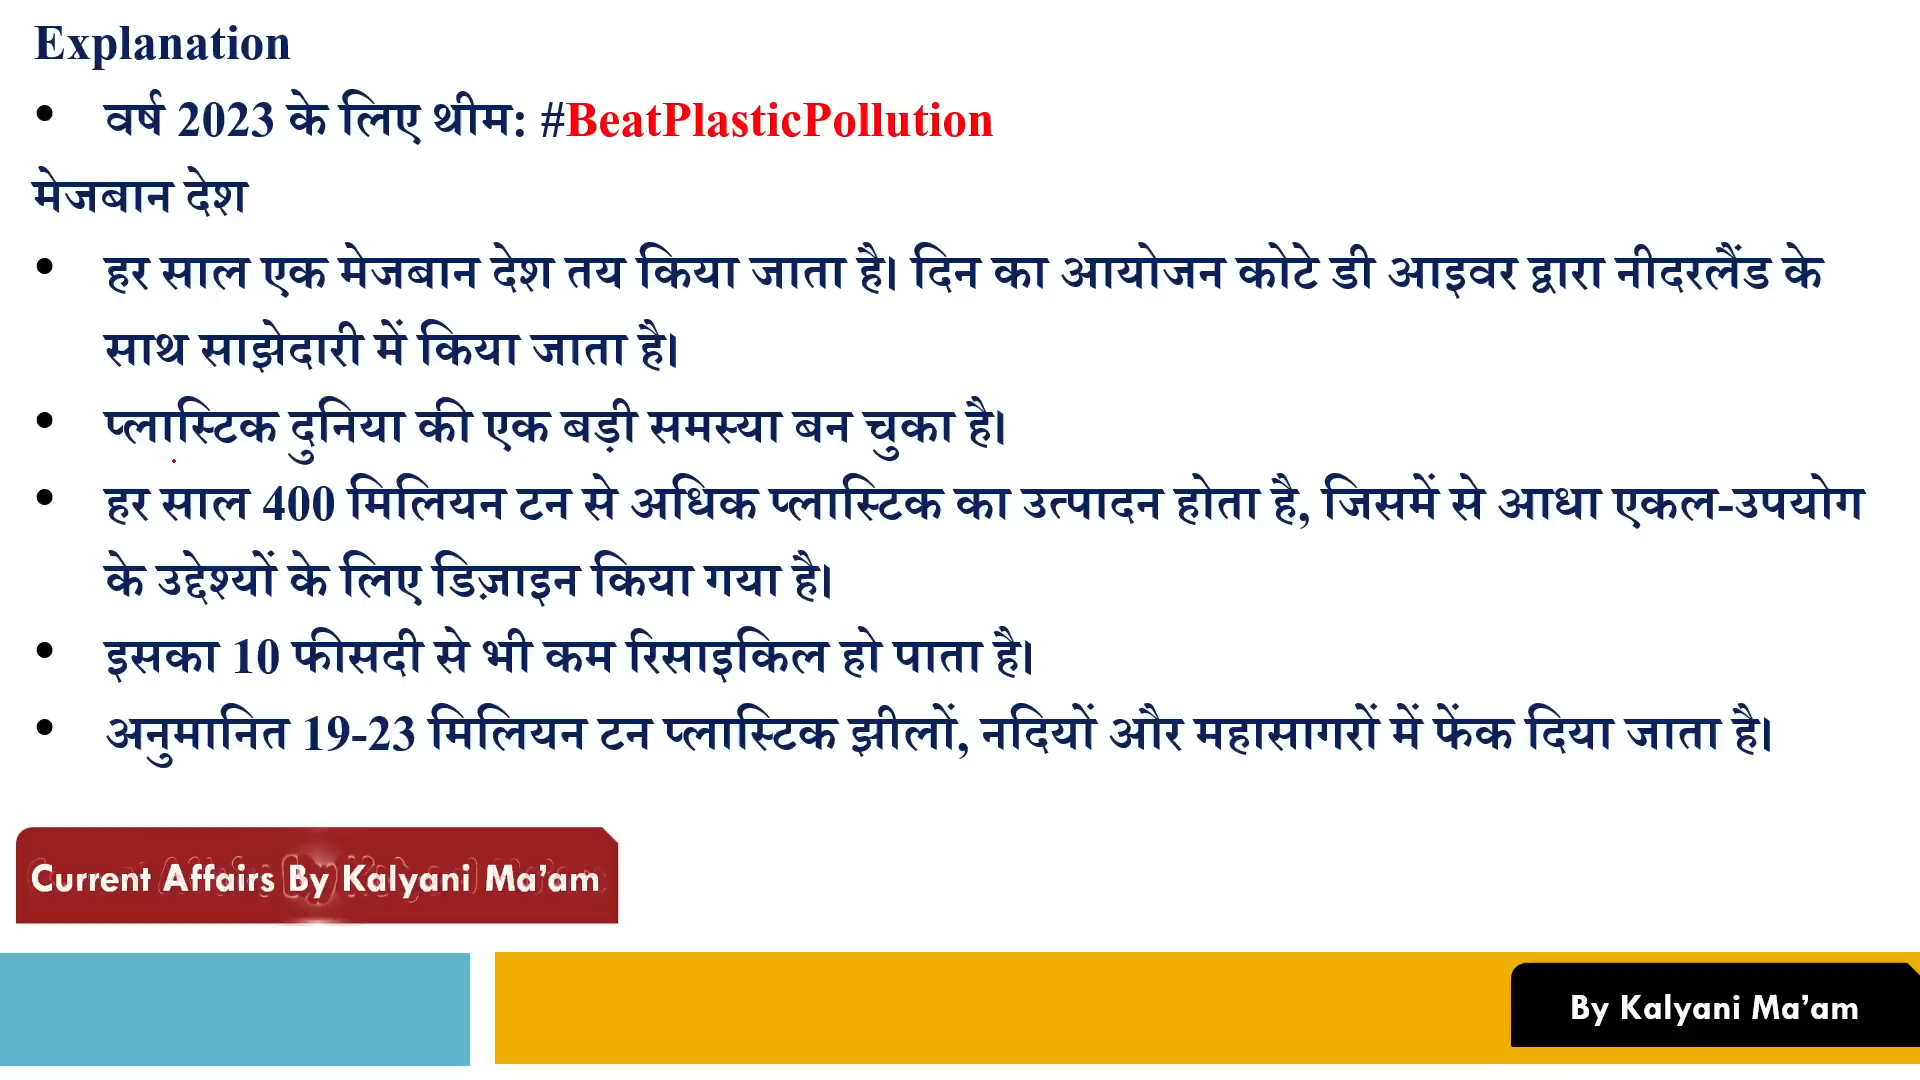 Explanation
• वर्ष 2023 के लिए थीम: #BeatPlasticPollution
मेजबान देश
• हर साल एक मेजबान देश तय किया जाता है। दिन का आयोजन कोटे डी आइवर द्वारा नीदरलैंड के
साथ साझेदारी में किया जाता है।
• प्लास्टिक दुनिया की एक बड़ी समस्या बन चुका है।
• हर साल 400 मिलियन टन से अधिक प्लास्टिक का उत्पादन होता है, जिसमें से आधा एकल-उपयोग
के उद्देश्यों के लिए डिज़ाइन किया गया है।
• इसका 10 फीसदी से भी कम रिसाइकिल हो पाता है।
• अनुमानित 19-23 मिलियन टन प्लास्टिक झीलों, नदियों और महासागरों में फेंक दिया जाता है।
Current Affairs By Kalyani Ma’am
By Kalyani Ma’am